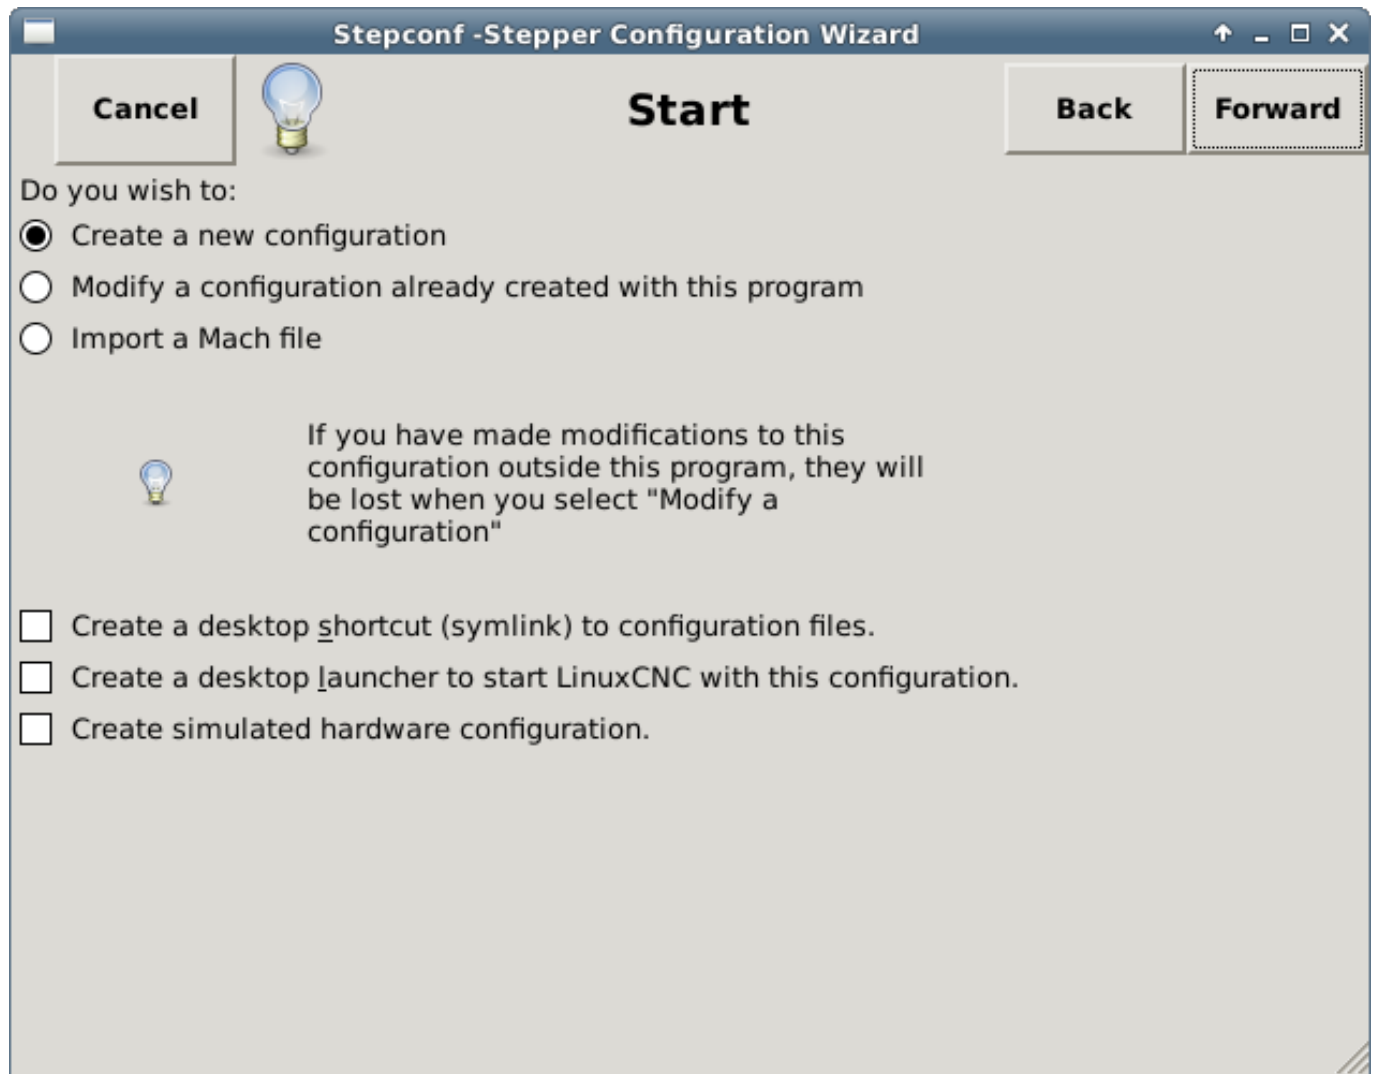 Stepconf -Stepper Configuration Wizard
Cancel
Start
Back
Forward
Do you wish to:
Create a new configuration
Modify a configuration already created with this program
Import a Mach file
If you have made modifications to this
configuration outside this program, they will
be lost when you select "Modify a
configuration"
Create a desktop shortcut (symlink) to configuration files.
Create a desktop launcher to start LinuxCNC with this configuration.
Create simulated hardware configuration.